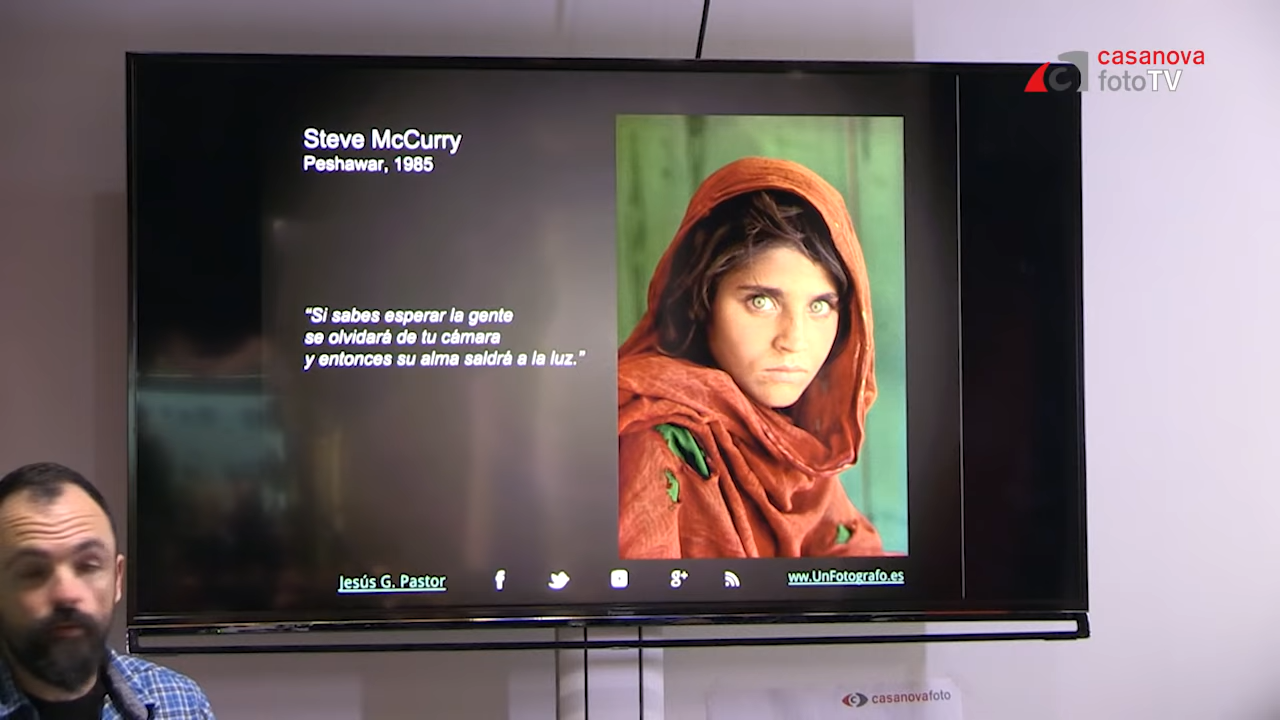 casanova
fotoTV
Steve McCurry
Peshawar, 1985
"Si sabes esperar la gente
se olvidará de tu cámara
y entonces su alma saldrá a la luz."
Jesús G. Pastor
www.UnFotografo.es
Panasonic
casanovafoto